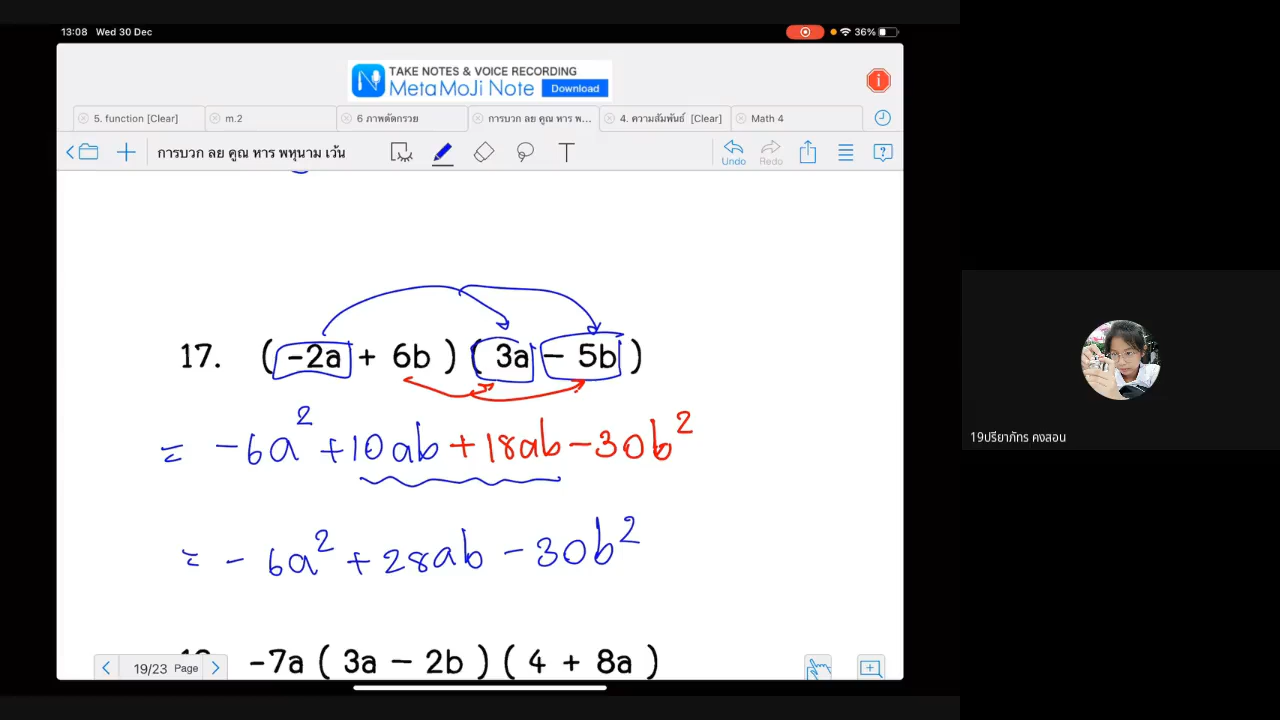 13:08 Wed 30 Dec
36%
TAKE NOTES & VOICE RECORDING
MetaMoJi Note
Download
5. function [Clear]
m.2
6 ภาพตัดกรวย
การบวก ลย คูณ หาร พ...
4. ความสัมพันธ์ [Clear]
Math 4
การบวก ลย คูณ หาร พหุนาม เว้น
T
Undo
Redo
17. (-2a + 6b) (3a - 5b)
= -6a² + 10ab + 18ab - 30b²
= -6a² + 28ab - 30b²
-7a (3a - 2b) (4 + 8a)
19/23 Page
19ปรียาภัทร คงสอน